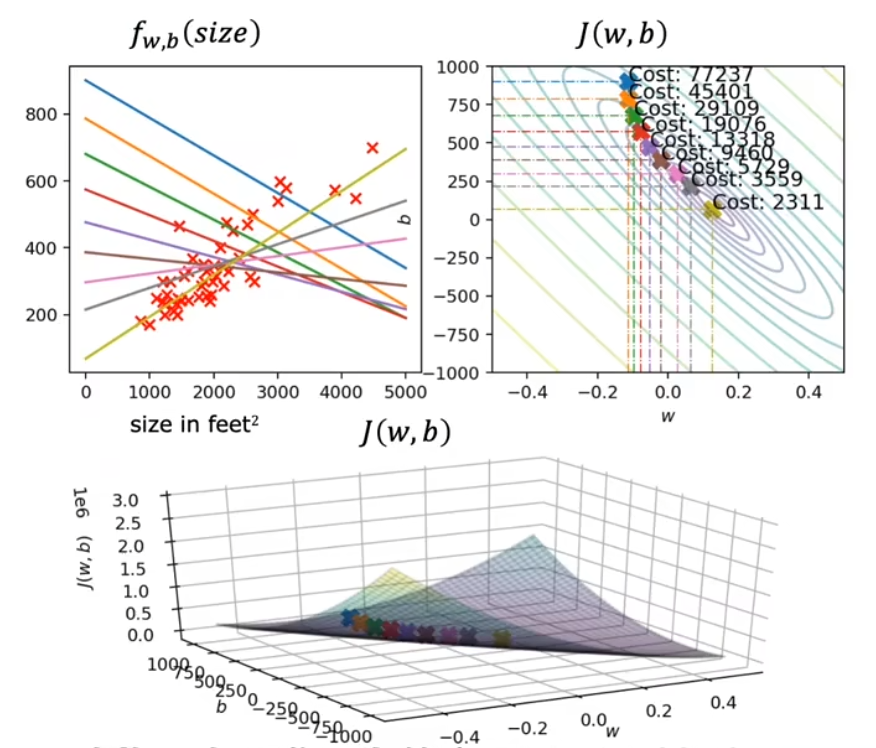 f_{w,b}(size)
J(w,b)
800
600
400
200
0
1000
2000
3000
4000
5000
size in feet²
1000
750
500
250
0
−250
−500
−750
−1000
b
Cost: 77237
Cost: 45401
Cost: 29109
Cost: 19076
Cost: 13318
Cost: 9460
Cost: 5729
Cost: 3559
Cost: 2311
−0.4
−0.2
0.0
0.2
0.4
w
J(w,b)
1e6
J(w,b)
3.0
2.5
2.0
1.5
1.0
0.5
0.0
1000
750
500
250
0
−250
−500
−750
−1000
b
−0.4
−0.2
0.0
0.2
0.4
w